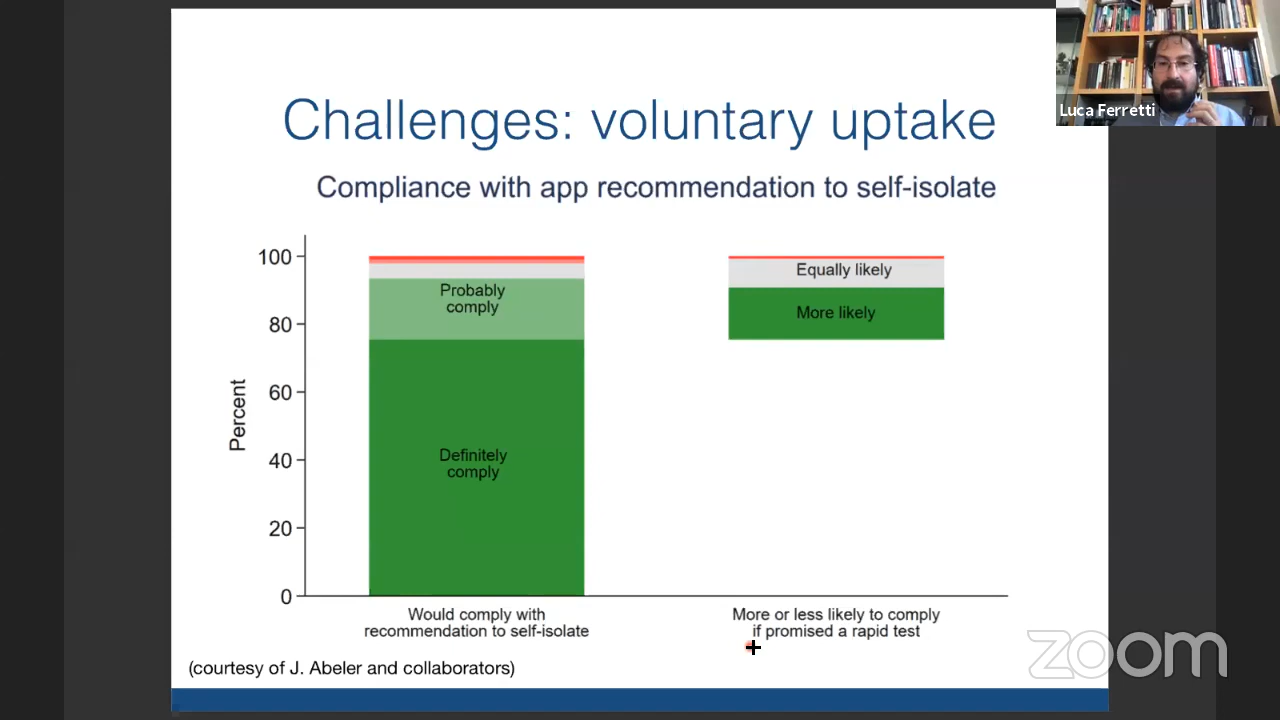 Luca Ferretti
Challenges: voluntary uptake
Compliance with app recommendation to self-isolate
Percent
100
80
60
40
20
0
Probably
comply
Definitely
comply
Equally likely
More likely
Would comply with
recommendation to self-isolate
More or less likely to comply
if promised a rapid test
(courtesy of J. Abeler and collaborators)
zoom